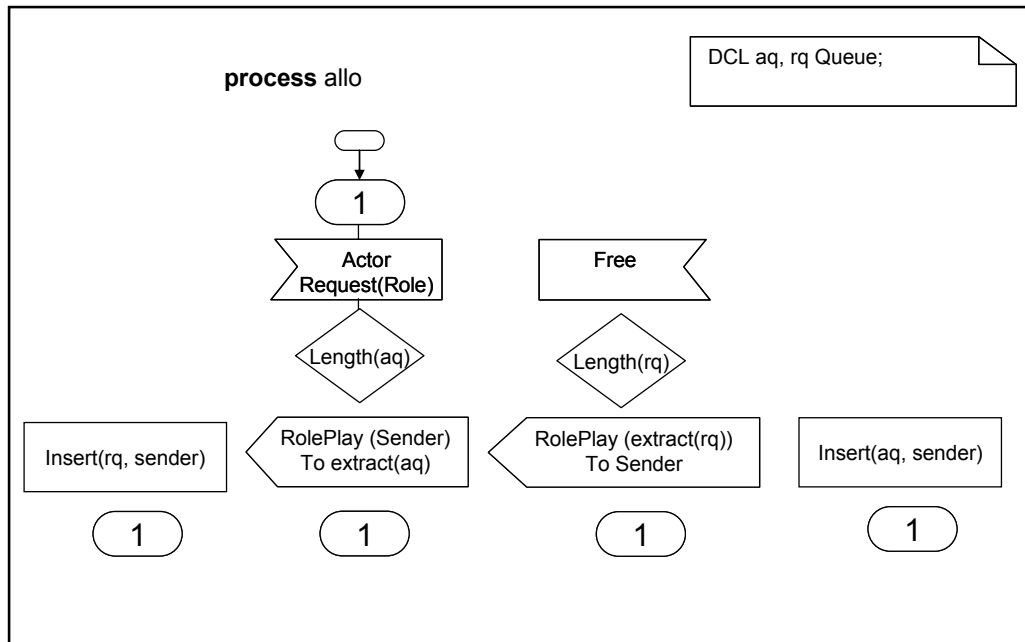 DCL aq, rq Queue;
process allo
1
Actor
Request(Role)
Free
Length(aq)
Length(rq)
Insert(rq, sender)
RolePlay (Sender)
To extract(aq)
RolePlay (extract(rq))
To Sender
Insert(aq, sender)
1
1
1
1